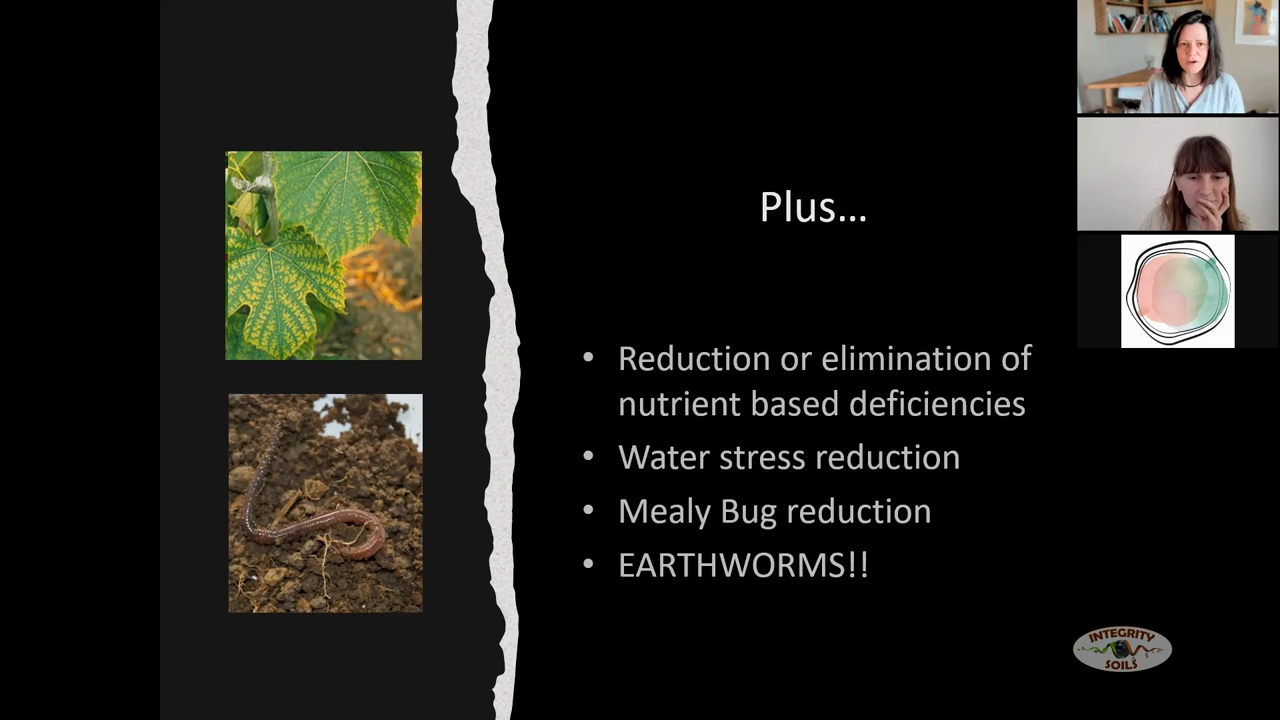 Plus…
• Reduction or elimination of
nutrient based deficiencies
• Water stress reduction
• Mealy Bug reduction
• EARTHWORMS!!
INTEGRITY
SOILS